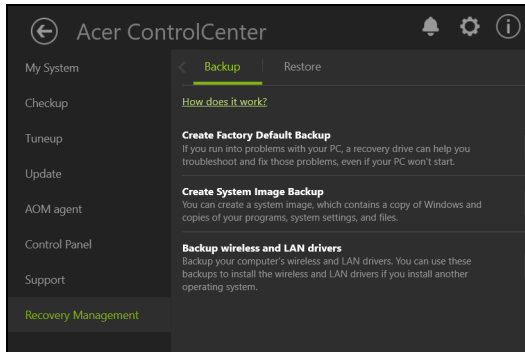 Acer ControlCenter
My System
Checkup
Tuneup
Update
AOM agent
Control Panel
Support
Recovery Management
Backup
Restore
How does it work?
Create Factory Default Backup
If you run into problems with your PC, a recovery drive can help you
troubleshoot and fix those problems, even if your PC won't start.
Create System Image Backup
You can create a system image, which contains a copy of Windows and
copies of your programs, system settings, and files.
Backup wireless and LAN drivers
Backup your computer's wireless and LAN drivers. You can use these
backups to install the wireless and LAN drivers if you install another
operating system.